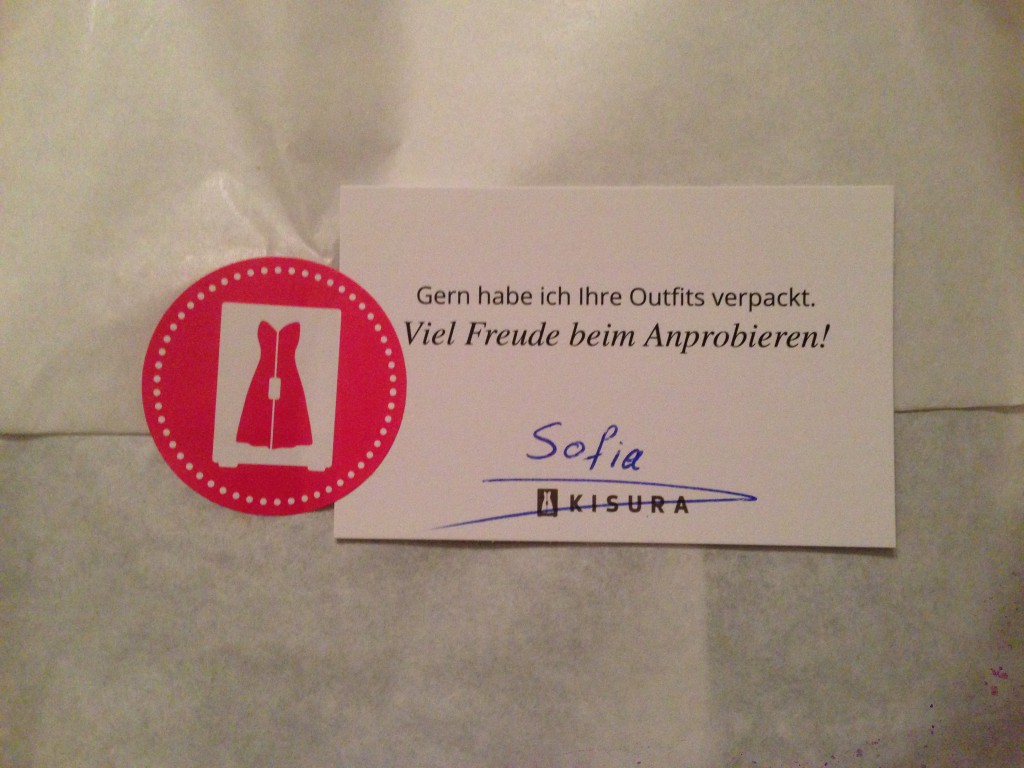 Gern habe ich Ihre Outfits verpackt.
Viel Freude beim Anprobieren!
Sofia
KISURA